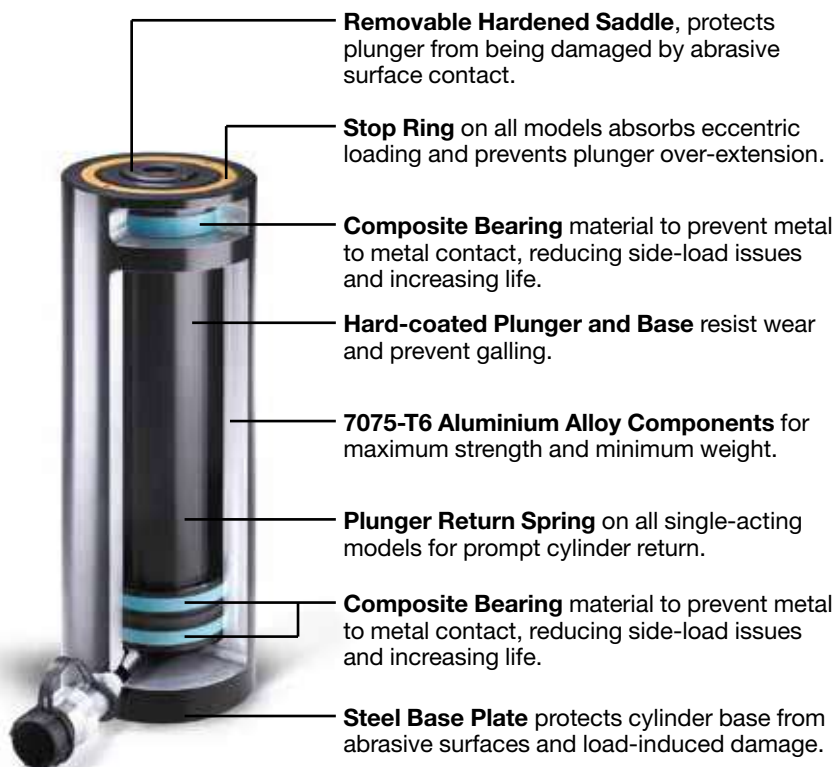 Removable Hardened Saddle, protects
plunger from being damaged by abrasive
surface contact.
Stop Ring on all models absorbs eccentric
loading and prevents plunger over-extension.
Composite Bearing material to prevent metal
to metal contact, reducing side-load issues
and increasing life.
Hard-coated Plunger and Base resist wear
and prevent galling.
7075-T6 Aluminium Alloy Components for
maximum strength and minimum weight.
Plunger Return Spring on all single-acting
models for prompt cylinder return.
Composite Bearing material to prevent metal
to metal contact, reducing side-load issues
and increasing life.
Steel Base Plate protects cylinder base from
abrasive surfaces and load-induced damage.